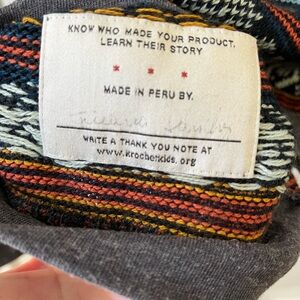 KNOW WHO MADE YOUR PRODUCT.
LEARN THEIR STORY
MADE IN PERU BY.
WRITE A THANK YOU NOTE AT
www.krochetkids.org